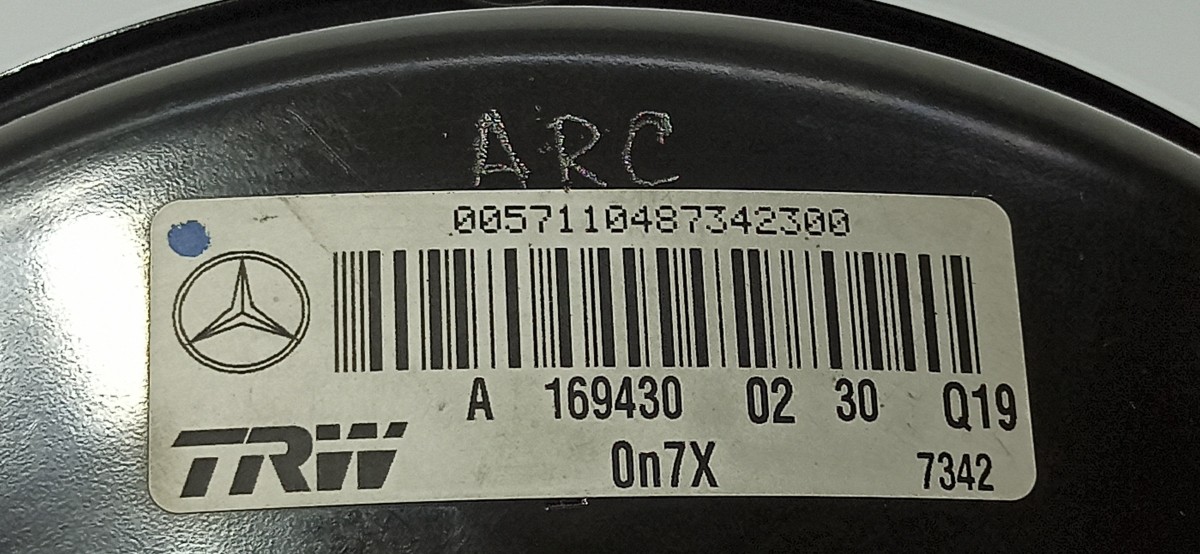 ARC
0057110487342300
A 169430 02 30 Q19
TRW 0n7X 7342